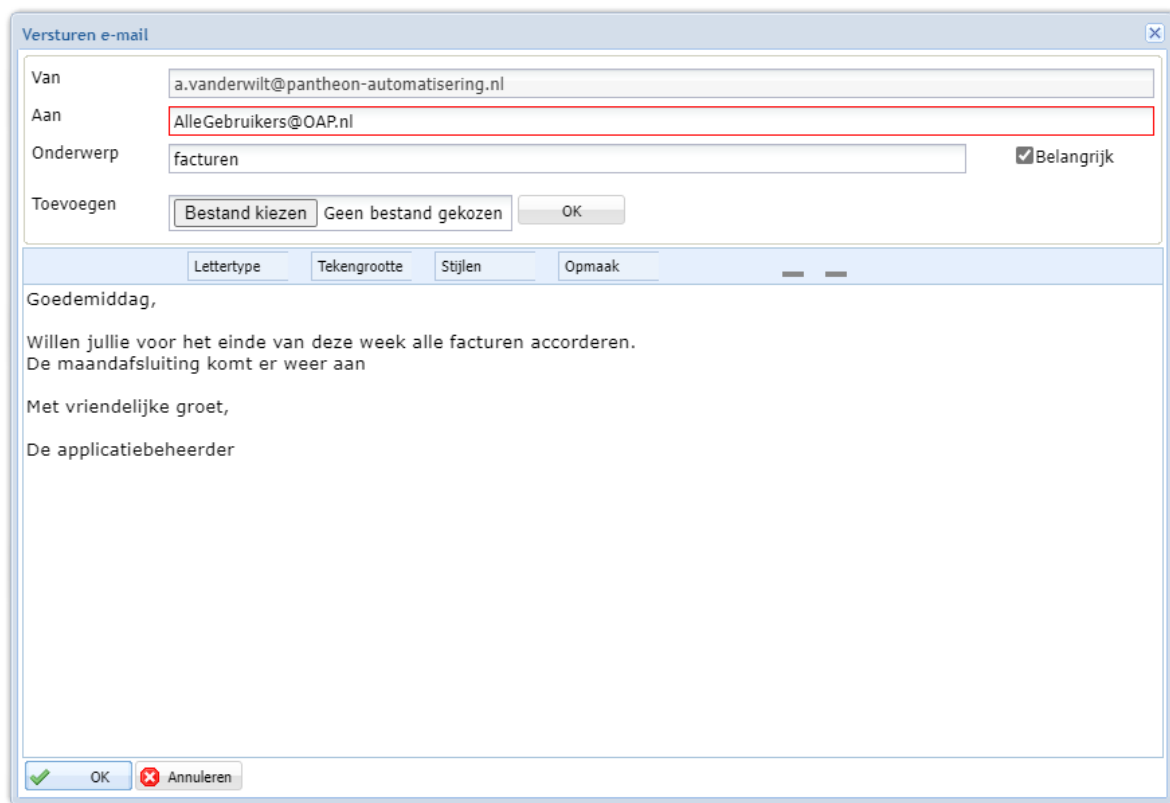 Versturen e-mail
Van
a.vanderwilt@pantheon-automatisering.nl
Aan
AlleGebruikers@OAP.nl
Onderwerp
facturen
Belangrijk
Toevoegen
Bestand kiezen Geen bestand gekozen
OK
Lettertype
Tekengrootte
Stijlen
Opmaak
Goedemiddag,
Willen jullie voor het einde van deze week alle facturen accorderen.
De maandafsluiting komt er weer aan
Met vriendelijke groet,
De applicatiebeheerder
OK
Annuleren